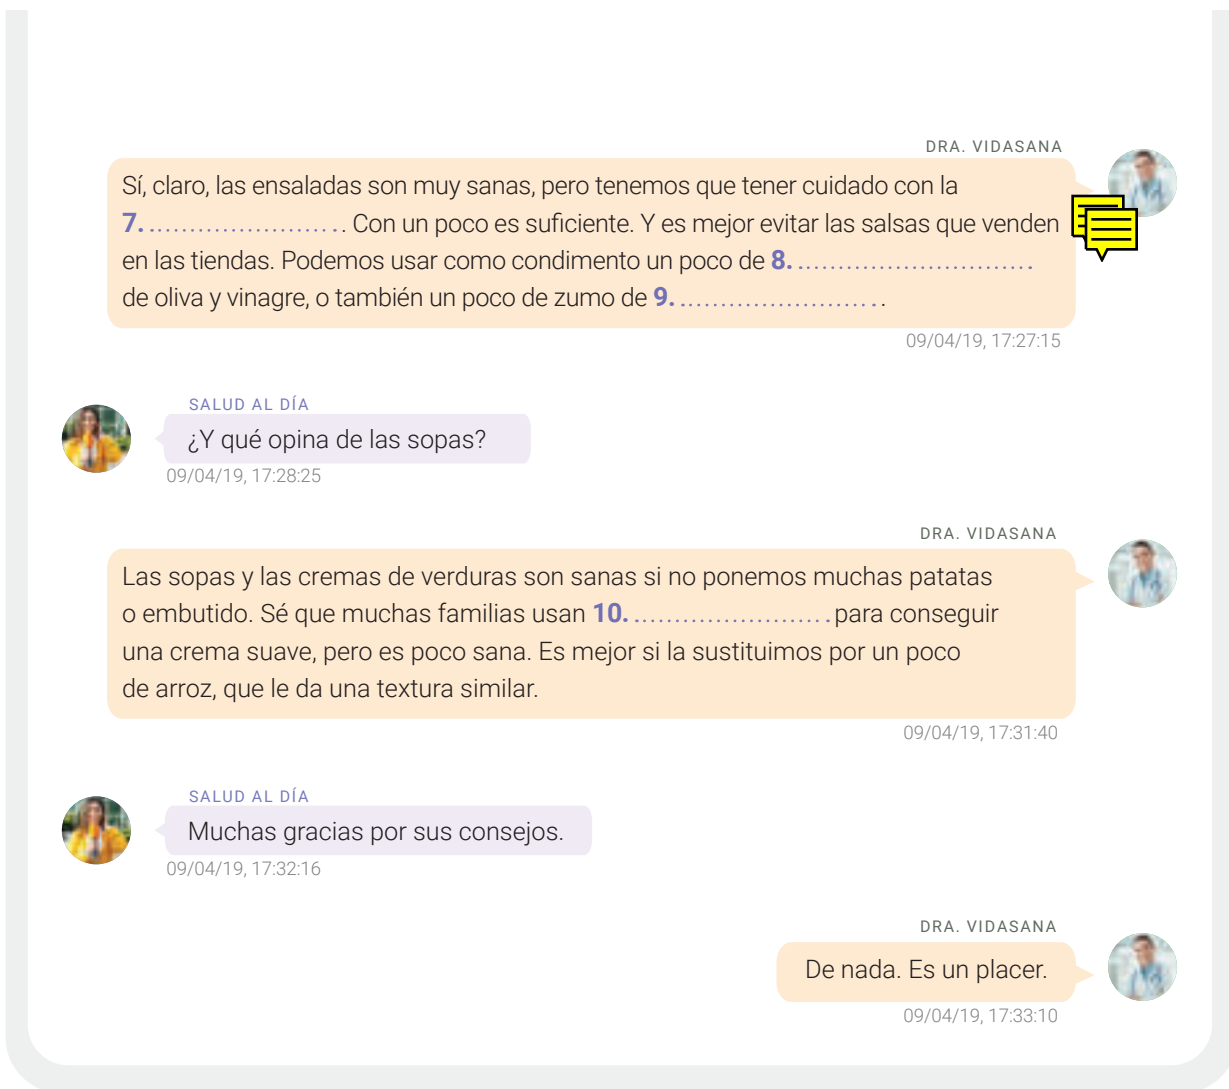 DRA. VIDASANA
Sí, claro, las ensaladas son muy sanas, pero tenemos que tener cuidado con la
7. ........................ Con un poco es suficiente. Y es mejor evitar las salsas que venden
en las tiendas. Podemos usar como condimento un poco de 8. .............................
de oliva y vinagre, o también un poco de zumo de 9. ..........................
09/04/19, 17:27:15
SALUD AL DÍA
¿Y qué opina de las sopas?
09/04/19, 17:28:25
DRA. VIDASANA
Las sopas y las cremas de verduras son sanas si no ponemos muchas patatas
o embutido. Sé que muchas familias usan 10. ........................ para conseguir
una crema suave, pero es poco sana. Es mejor si la sustituimos por un poco
de arroz, que le da una textura similar.
09/04/19, 17:31:40
SALUD AL DÍA
Muchas gracias por sus consejos.
09/04/19, 17:32:16
DRA. VIDASANA
De nada. Es un placer.
09/04/19, 17:33:10